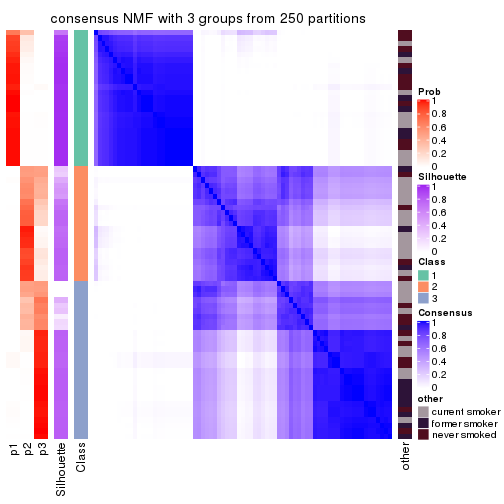 consensus NMF with 3 groups from 250 partitions
Prob
1
0.8
0.6
0.4
0.2
0
Silhouette
1
0.8
0.6
0.4
0.2
0
Class
1
2
3
Consensus
1
0.8
0.6
0.4
0.2
0
other
current smoker
former smoker
never smoked
p1
p2
p3
Silhouette
Class
other